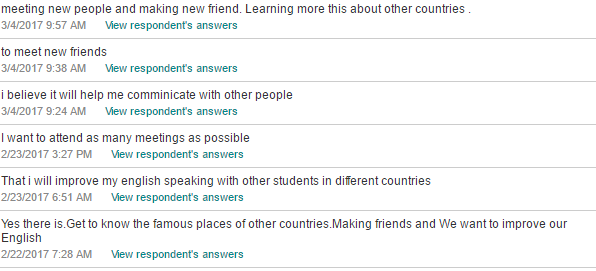 meeting new people and making new friend. Learning more this about other countries .
3/4/2017 9:57 AM View respondent's answers
to meet new friends
3/4/2017 9:38 AM View respondent's answers
i believe it will help me comminicate with other people
3/4/2017 9:24 AM View respondent's answers
I want to attend as many meetings as possible
2/23/2017 3:27 PM View respondent's answers
That i will improve my english speaking with other students in different countries
2/23/2017 6:51 AM View respondent's answers
Yes there is.Get to know the famous places of other countries.Making friends and We want to improve our
English
2/22/2017 7:28 AM View respondent's answers